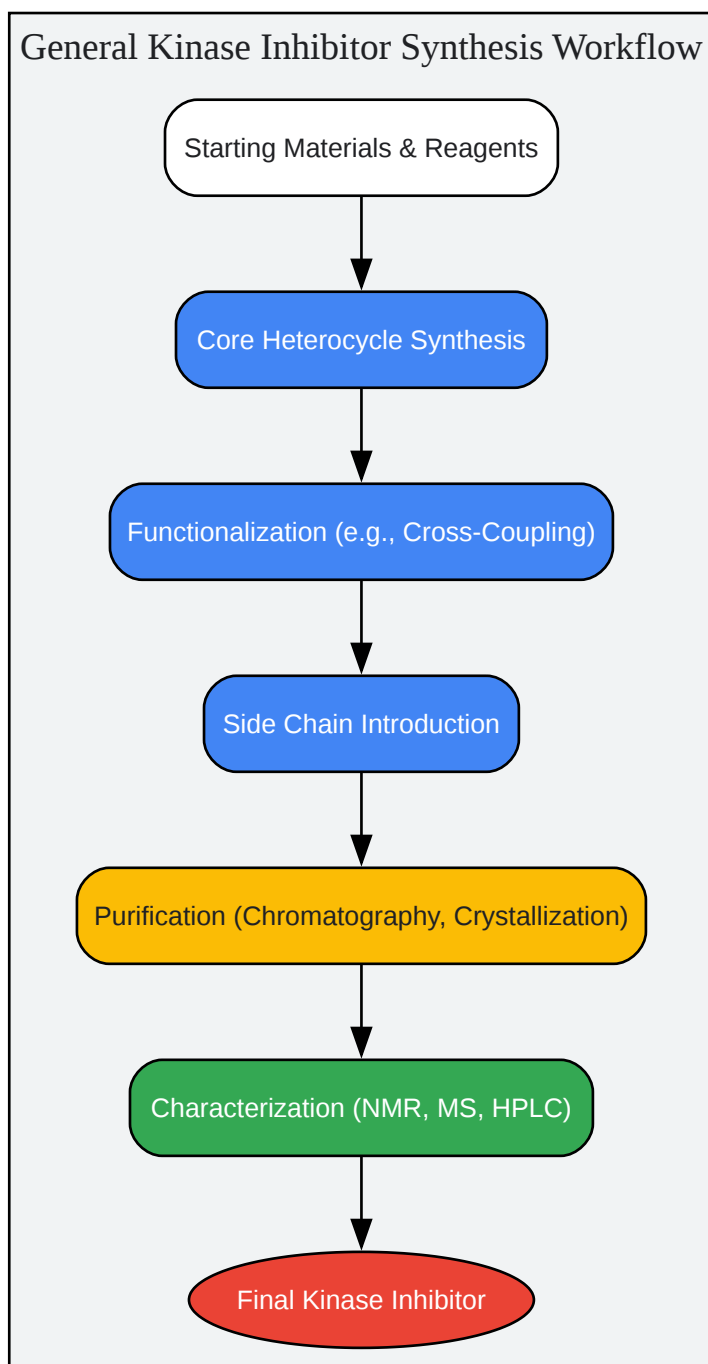 General Kinase Inhibitor Synthesis Workflow
Starting Materials & Reagents
Core Heterocycle Synthesis
Functionalization (e.g., Cross-Coupling)
Side Chain Introduction
Purification (Chromatography, Crystallization)
Characterization (NMR, MS, HPLC)
Final Kinase Inhibitor